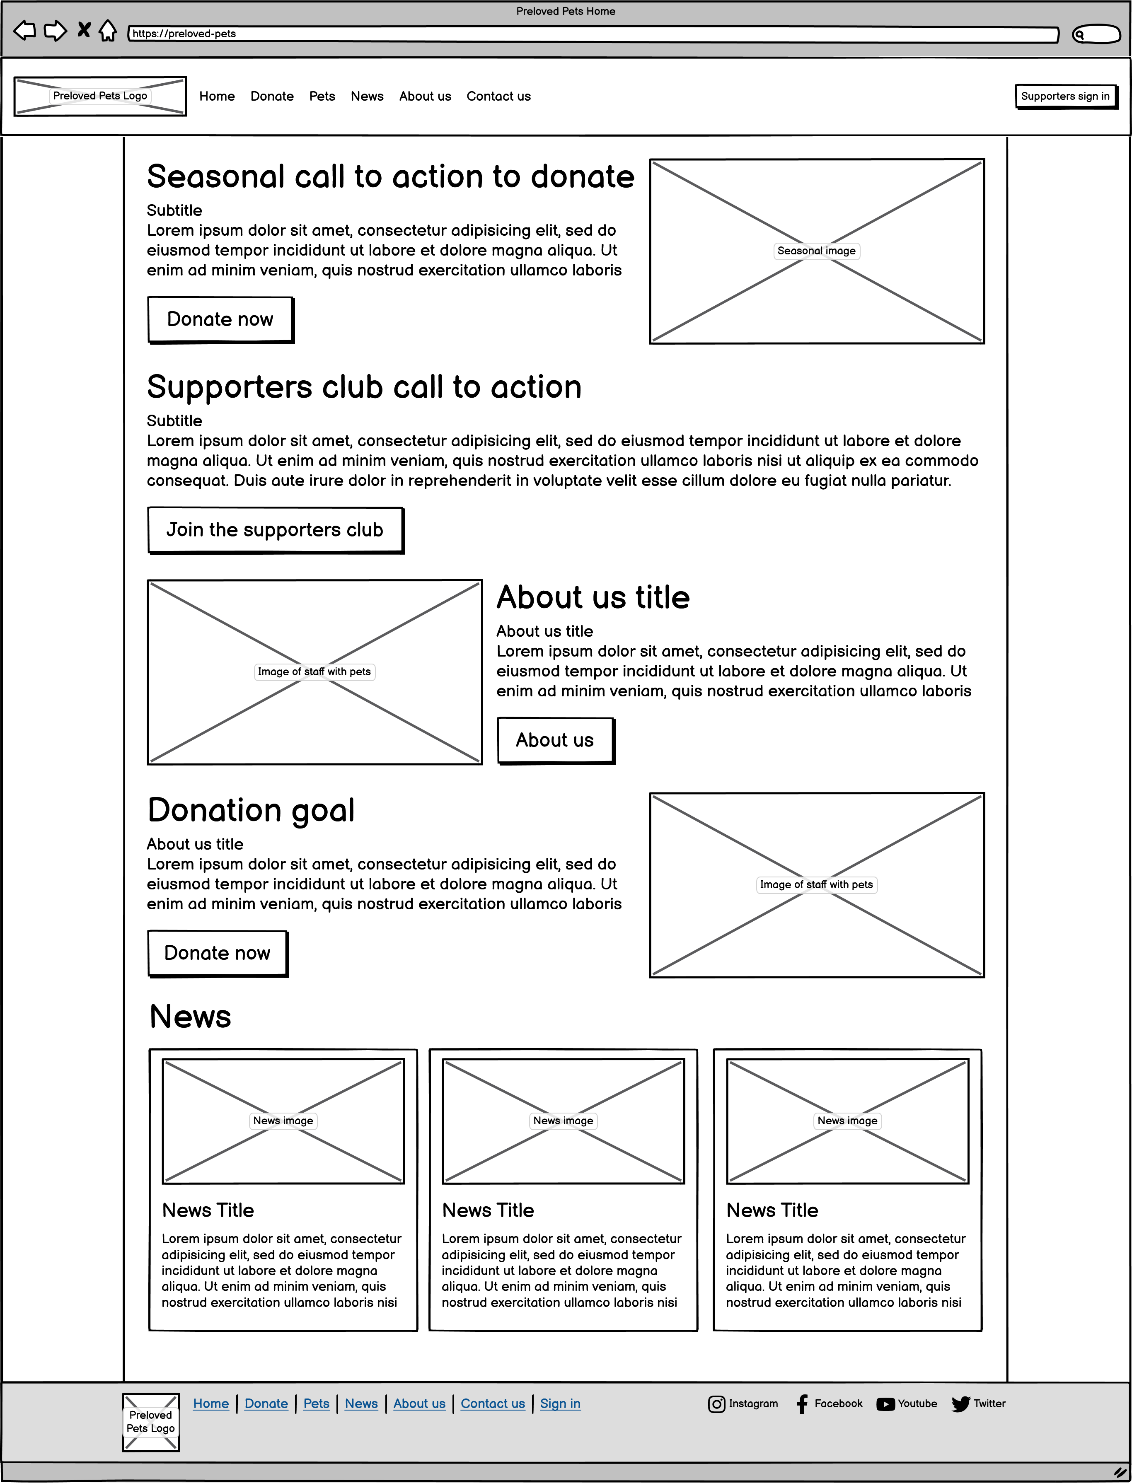 Preloved Pets Home
https://preloved-pets
Preloved Pets Logo
Home Donate Pets News About us Contact us
Supporters sign in
Seasonal call to action to donate
Subtitle
Lorem ipsum dolor sit amet, consectetur adipisicing elit, sed do
eiusmod tempor incididunt ut labore et dolore magna aliqua. Ut
enim ad minim veniam, quis nostrud exercitation ullamco laboris
Donate now
Seasonal image
Supporters club call to action
Subtitle
Lorem ipsum dolor sit amet, consectetur adipisicing elit, sed do eiusmod tempor incididunt ut labore et dolore
magna aliqua. Ut enim ad minim veniam, quis nostrud exercitation ullamco laboris nisi ut aliquip ex ea commodo
consequat. Duis aute irure dolor in reprehenderit in voluptate velit esse cillum dolore eu fugiat nulla pariatur.
Join the supporters club
Image of staff with pets
About us title
About us title
Lorem ipsum dolor sit amet, consectetur adipisicing elit, sed do
eiusmod tempor incididunt ut labore et dolore magna aliqua. Ut
enim ad minim veniam, quis nostrud exercitation ullamco laboris
About us
Donation goal
About us title
Lorem ipsum dolor sit amet, consectetur adipisicing elit, sed do
eiusmod tempor incididunt ut labore et dolore magna aliqua. Ut
enim ad minim veniam, quis nostrud exercitation ullamco laboris
Donate now
Image of staff with pets
News
News image
News Title
Lorem ipsum dolor sit amet, consectetur
adipisicing elit, sed do eiusmod tempor
incididunt ut labore et dolore magna
aliqua. Ut enim ad minim veniam, quis
nostrud exercitation ullamco laboris nisi
News image
News Title
Lorem ipsum dolor sit amet, consectetur
adipisicing elit, sed do eiusmod tempor
incididunt ut labore et dolore magna
aliqua. Ut enim ad minim veniam, quis
nostrud exercitation ullamco laboris nisi
News image
News Title
Lorem ipsum dolor sit amet, consectetur
adipisicing elit, sed do eiusmod tempor
incididunt ut labore et dolore magna
aliqua. Ut enim ad minim veniam, quis
nostrud exercitation ullamco laboris nisi
Preloved
Pets Logo
Home | Donate | Pets | News | About us | Contact us | Sign in
Instagram Facebook Youtube Twitter